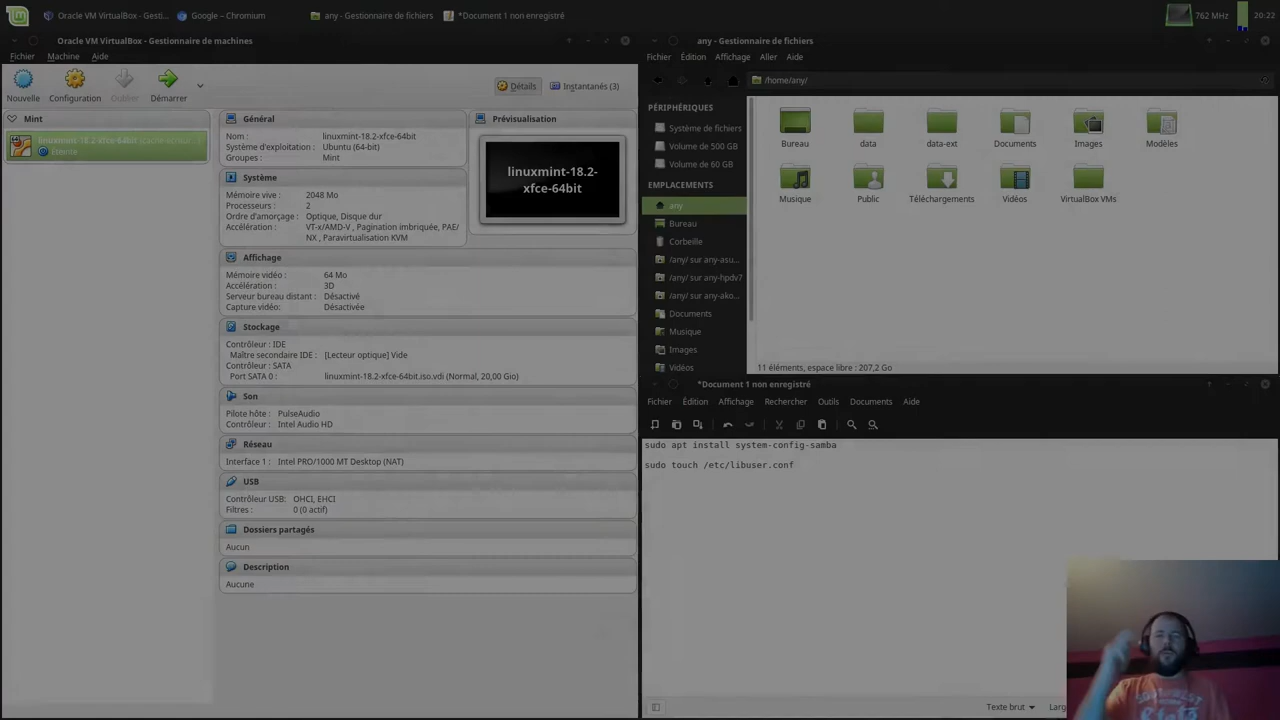 Oracle VM VirtualBox - Gesti...
Google – Chromium
any - Gestionnaire de fichiers
*Document 1 non enregistré
762 MHz
20:22
Oracle VM VirtualBox - Gestionnaire de machines
Fichier Machine Aide
Nouvelle Configuration Oublier Démarrer
Détails
Instantanés (3)
Mint
linuxmint-18.2-xfce-64bit
Éteinte
Général
Nom : linuxmint-18.2-xfce-64bit
Système d'exploitation : Ubuntu (64-bit)
Groupes : Mint
Système
Mémoire vive : 2048 Mo
Processeurs : 2
Ordre d'amorçage : Optique, Disque dur
Accélération : VT-x/AMD-V , Pagination imbriquée, PAE/
NX , Paravirtualisation KVM
Prévisualisation
linuxmint-18.2-
xfce-64bit
Affichage
Mémoire vidéo : 64 Mo
Accélération : 3D
Serveur bureau distant : Désactivé
Capture vidéo: Désactivée
Stockage
Contrôleur : IDE
Maître secondaire IDE : [Lecteur optique] Vide
Contrôleur : SATA
Port SATA 0 : linuxmint-18.2-xfce-64bit.iso.vdi (Normal, 20,00 Gio)
Son
Pilote hôte : PulseAudio
Contrôleur : Intel Audio HD
Réseau
Interface 1 : Intel PRO/1000 MT Desktop (NAT)
USB
Contrôleur USB: OHCI, EHCI
Filtres : 0 (0 actif)
Dossiers partagés
Aucun
Description
Aucune
any - Gestionnaire de fichiers
Fichier Édition Affichage Aller Aide
/home/any/
PÉRIPHÉRIQUES
Système de fichiers
Volume de 500 GB
Volume de 60 GB
EMPLACEMENTS
any
Bureau
Corbeille
/any/ sur any-asu...
/any/ sur any-hpdv7
/any/ sur any-ako...
Documents
Musique
Images
Vidéos
Bureau data data-ext Documents Images Modèles
Musique Public Téléchargements Vidéos VirtualBox VMs
11 éléments, espace libre : 207,2 Go
*Document 1 non enregistré
Fichier Édition Affichage Rechercher Outils Documents Aide
sudo apt install system-config-samba
sudo touch /etc/libuser.conf
Texte brut